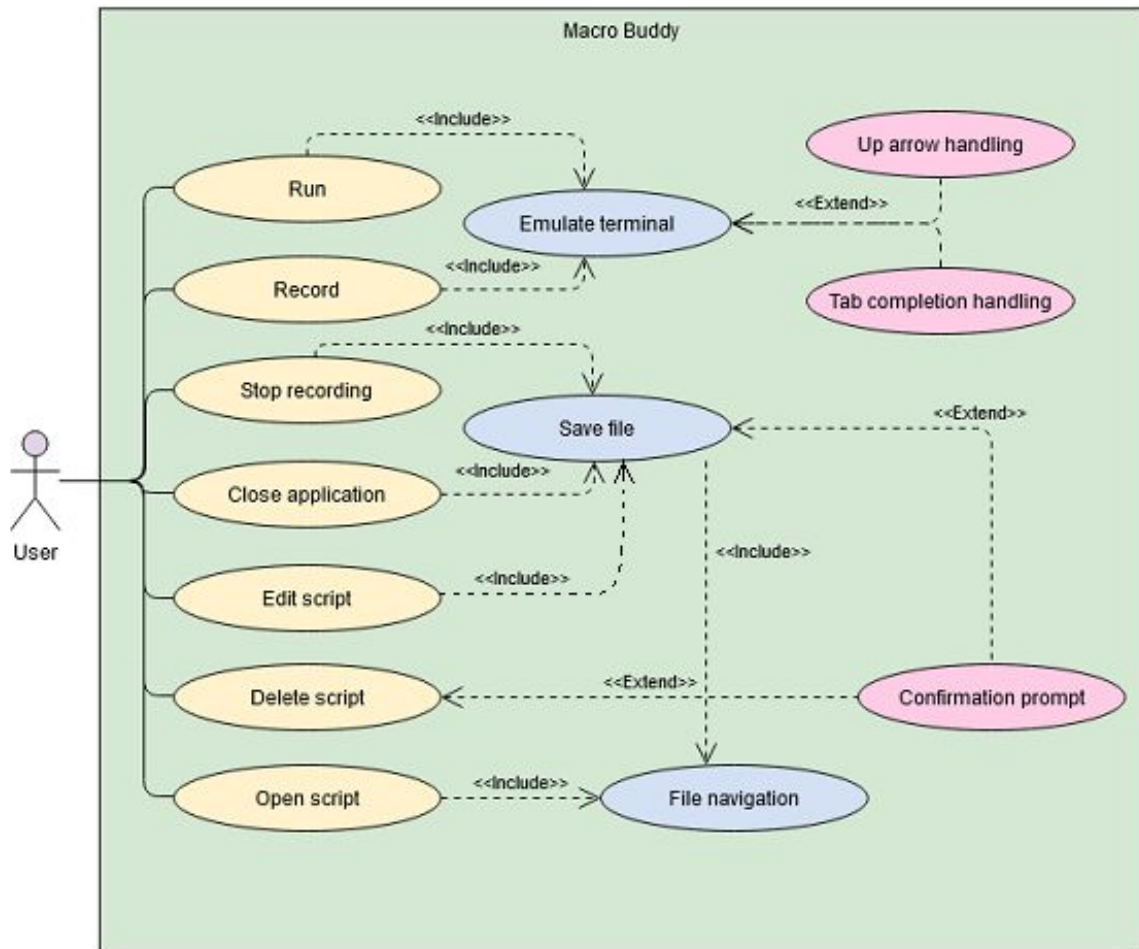 Macro Buddy
<<Include>>
Up arrow handling
Run
<<Extend>>
Emulate terminal
<<Include>>
Record
Tab completion handling
<<Include>>
Stop recording
<<Extend>>
Save file
<<Include>>
Close application
User
<<Include>>
<<Include>>
Edit script
<<Extend>>
Delete script
Confirmation prompt
<<Include>>
Open script
File navigation